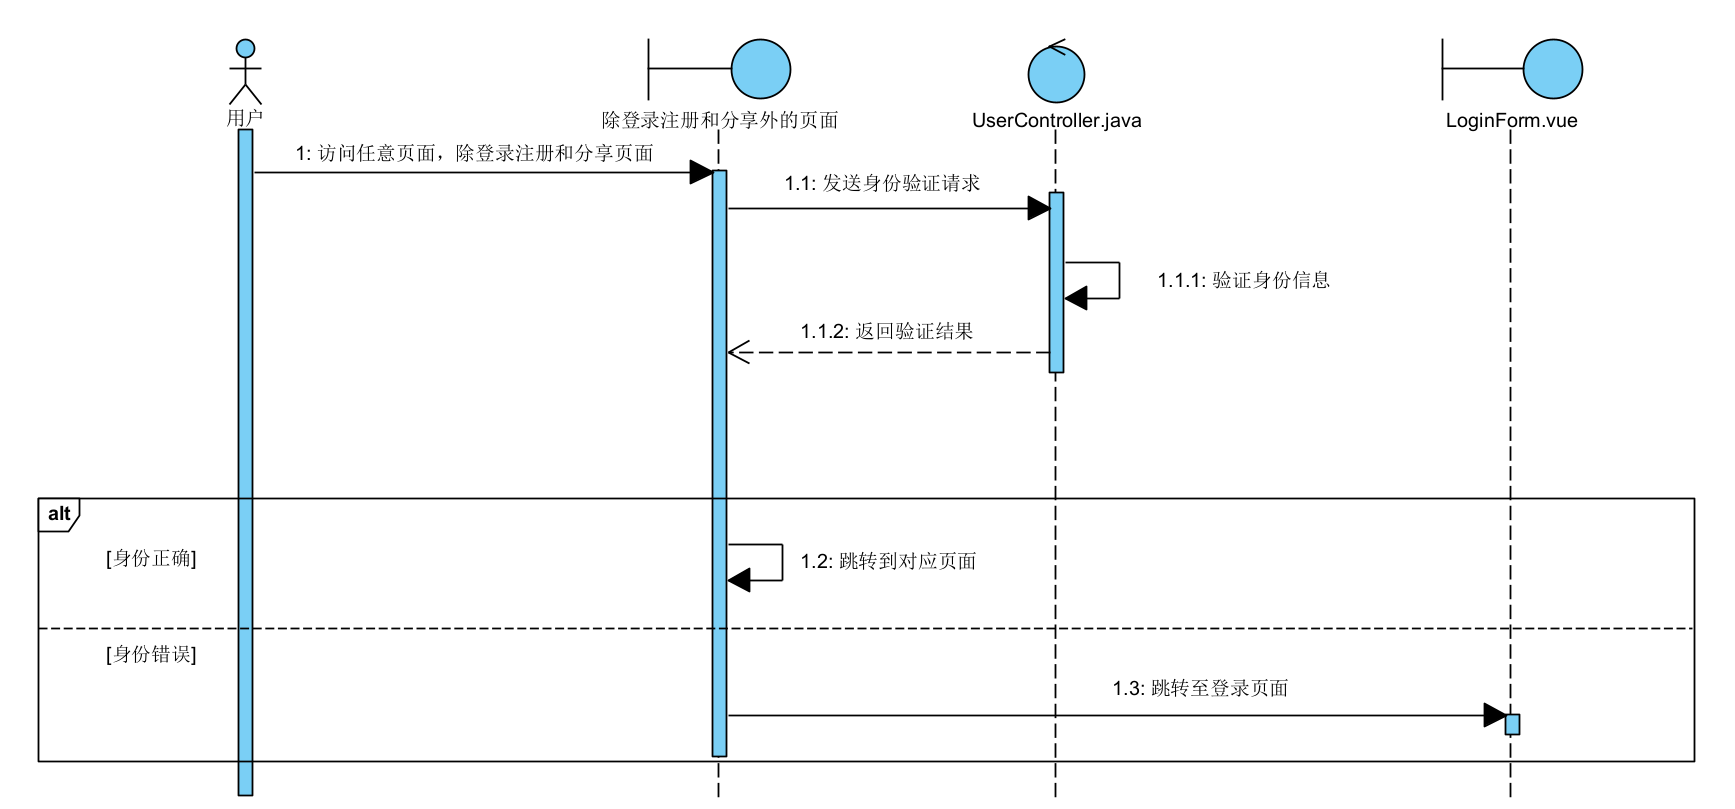 用户
除登录注册和分享外的页面
UserController.java
LoginForm.vue
1: 访问任意页面，除登录注册和分享页面
1.1: 发送身份验证请求
1.1.1: 验证身份信息
1.1.2: 返回验证结果
alt
[身份正确]
1.2: 跳转到对应页面
[身份错误]
1.3: 跳转至登录页面